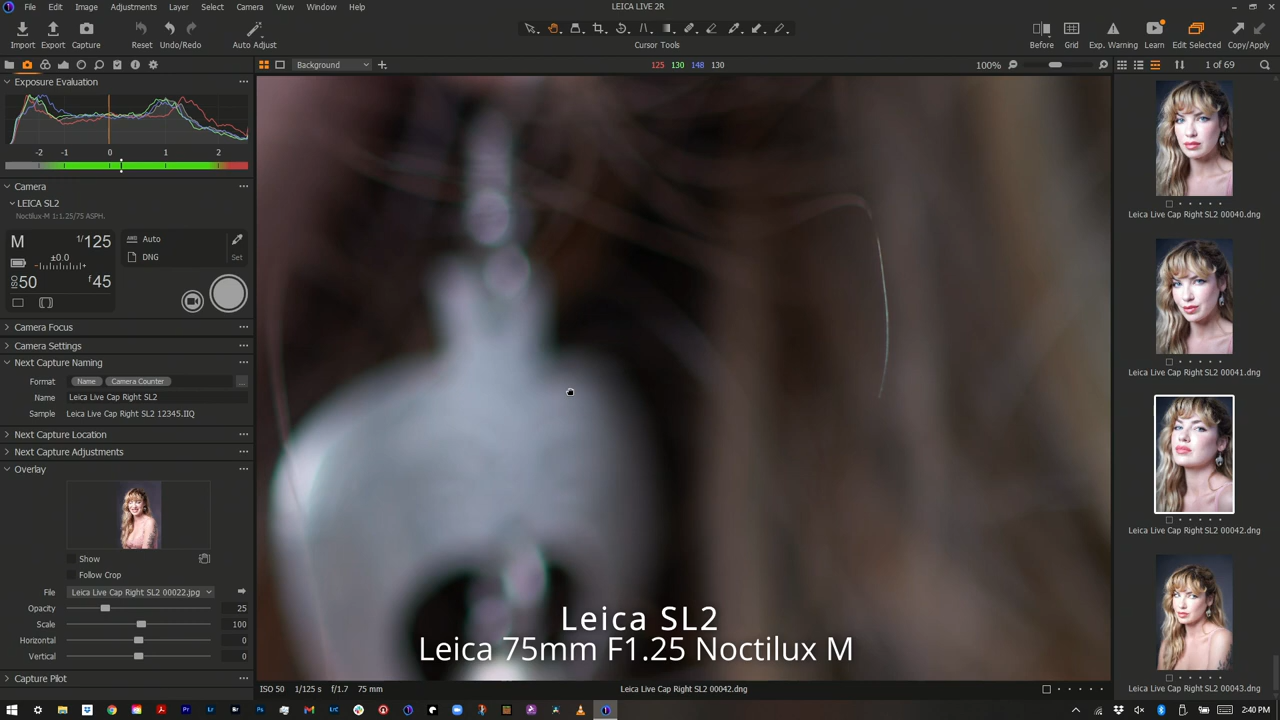 File Edit Image Adjustments Layer Select Camera View Window Help
LEICA LIVE 2R
Import Export Capture Reset Undo/Redo Auto Adjust
Cursor Tools
Before Grid Exp. Warning Learn Edit Selected Copy/Apply
Background
125 130 148 130
100%
1 of 69
Exposure Evaluation
-2 -1 0 1 2
Camera
LEICA SL2
Noctilux-M 1:1.25/75 ASPH.
M 1/125
±0.0
ISO 50 f 45
AWB Auto
DNG
Set
Camera Focus
Camera Settings
Next Capture Naming
Format Name Camera Counter ...
Name Leica Live Cap Right SL2
Sample Leica Live Cap Right SL2 12345.IIQ
Next Capture Location
Next Capture Adjustments
Overlay
Show
Follow Crop
File Leica Live Cap Right SL2 00022.jpg
Opacity 25
Scale 100
Horizontal 0
Vertical 0
Capture Pilot
Leica SL2
Leica 75mm F1.25 Noctilux M
ISO 50 1/125 s f/1.7 75 mm
Leica Live Cap Right SL2 00042.dng
Leica Live Cap Right SL2 00040.dng
Leica Live Cap Right SL2 00041.dng
Leica Live Cap Right SL2 00042.dng
Leica Live Cap Right SL2 00043.dng
Pr Lr Br Ps LrC Me
2:40 PM